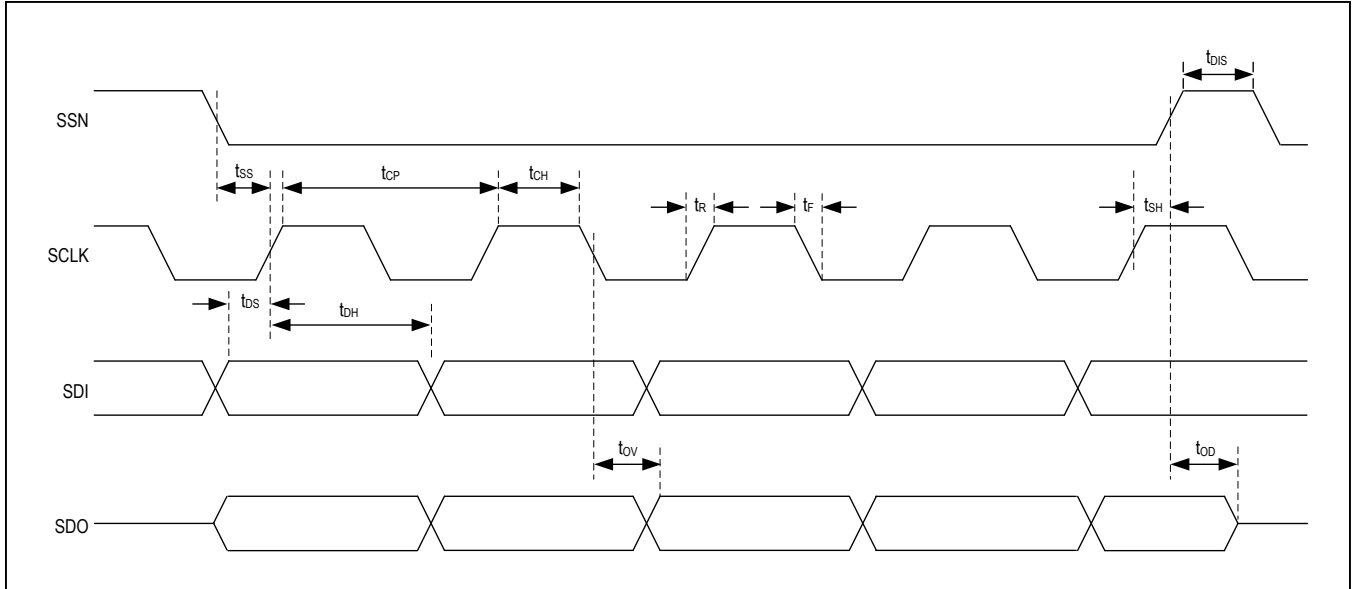 tDIS
SSN
tSS
tCP
tCH
tR
tF
tSH
SCLK
tDS
tDH
SDI
tOV
tOD
SDO